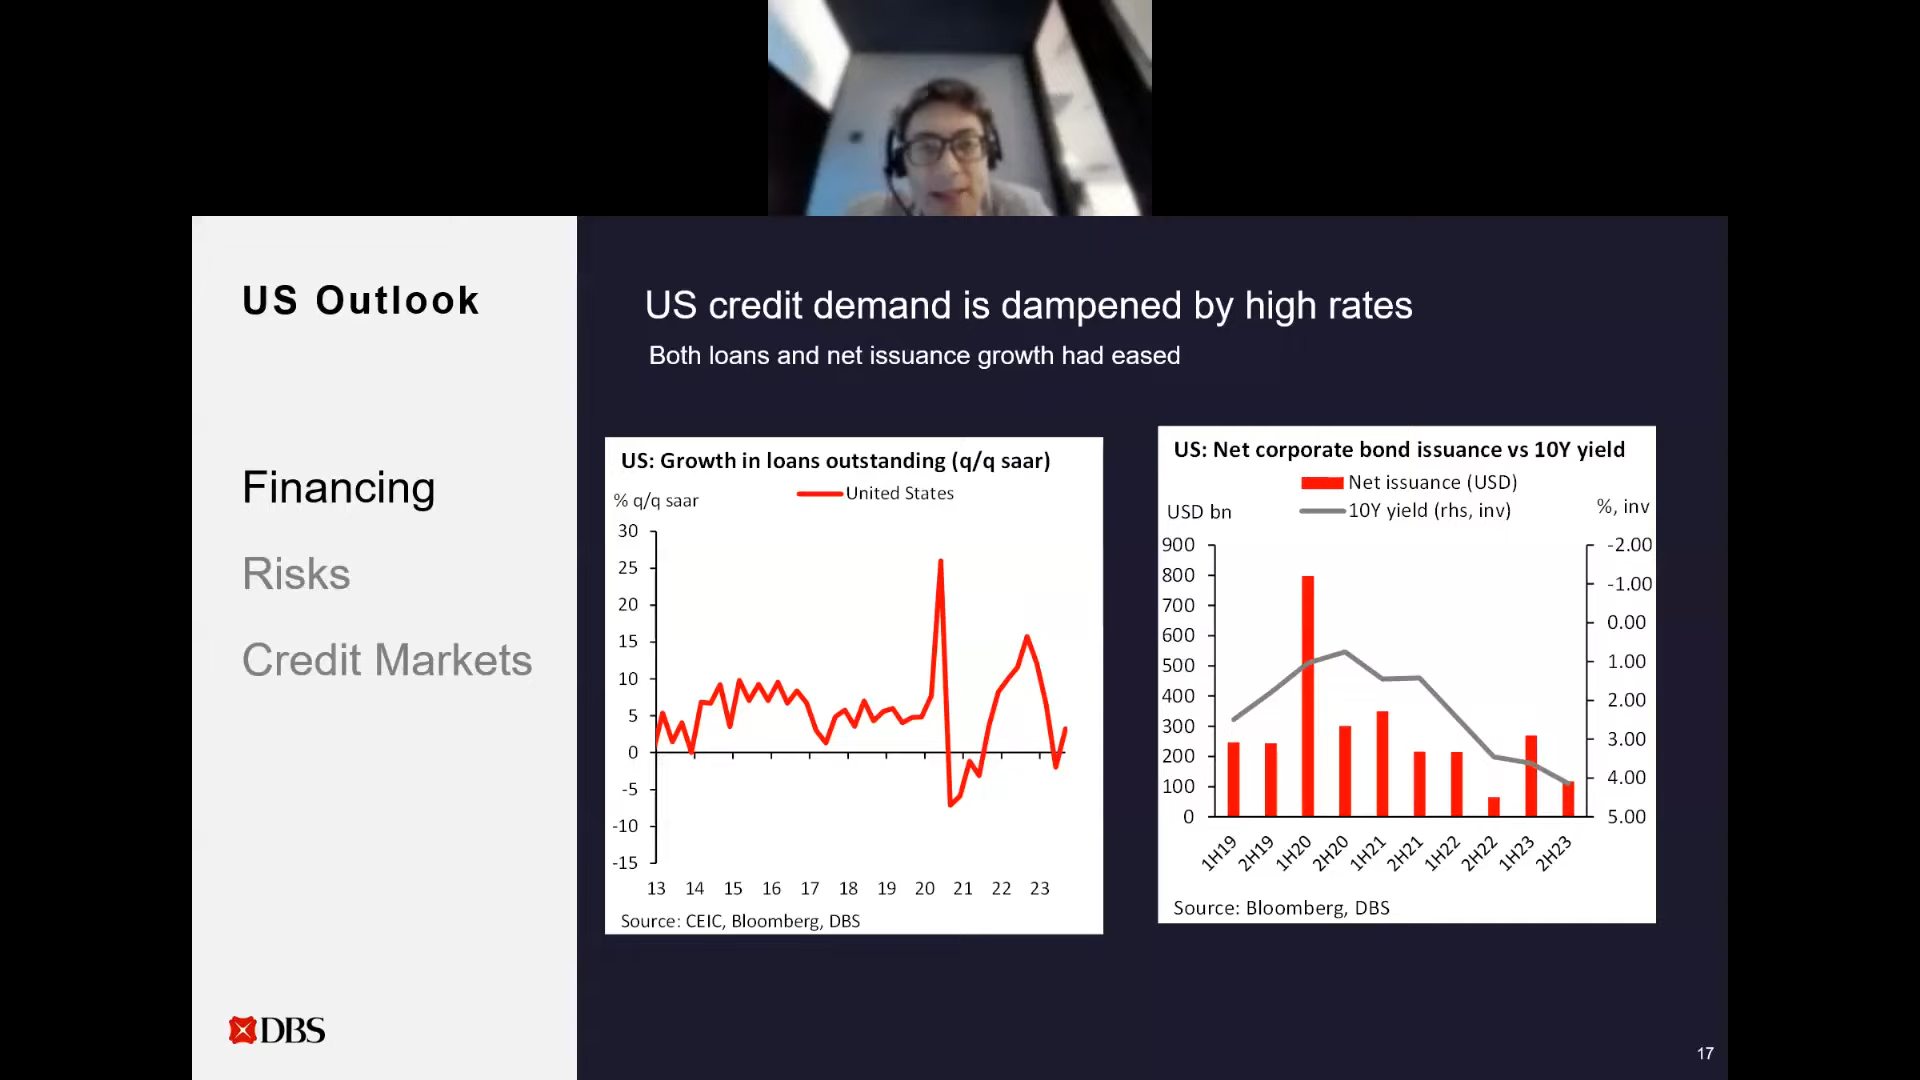 US Outlook
Financing
Risks
Credit Markets
DBS
US credit demand is dampened by high rates
Both loans and net issuance growth had eased
US: Growth in loans outstanding (q/q saar)
% q/q saar
United States
30
25
20
15
10
5
0
-5
-10
-15
13 14 15 16 17 18 19 20 21 22 23
Source: CEIC, Bloomberg, DBS
US: Net corporate bond issuance vs 10Y yield
Net issuance (USD)
10Y yield (rhs, inv)
USD bn
%, inv
900
800
700
600
500
400
300
200
100
0
-2.00
-1.00
0.00
1.00
2.00
3.00
4.00
5.00
1H19 2H19 1H20 2H20 1H21 2H21 1H22 2H22 1H23 2H23
Source: Bloomberg, DBS
17